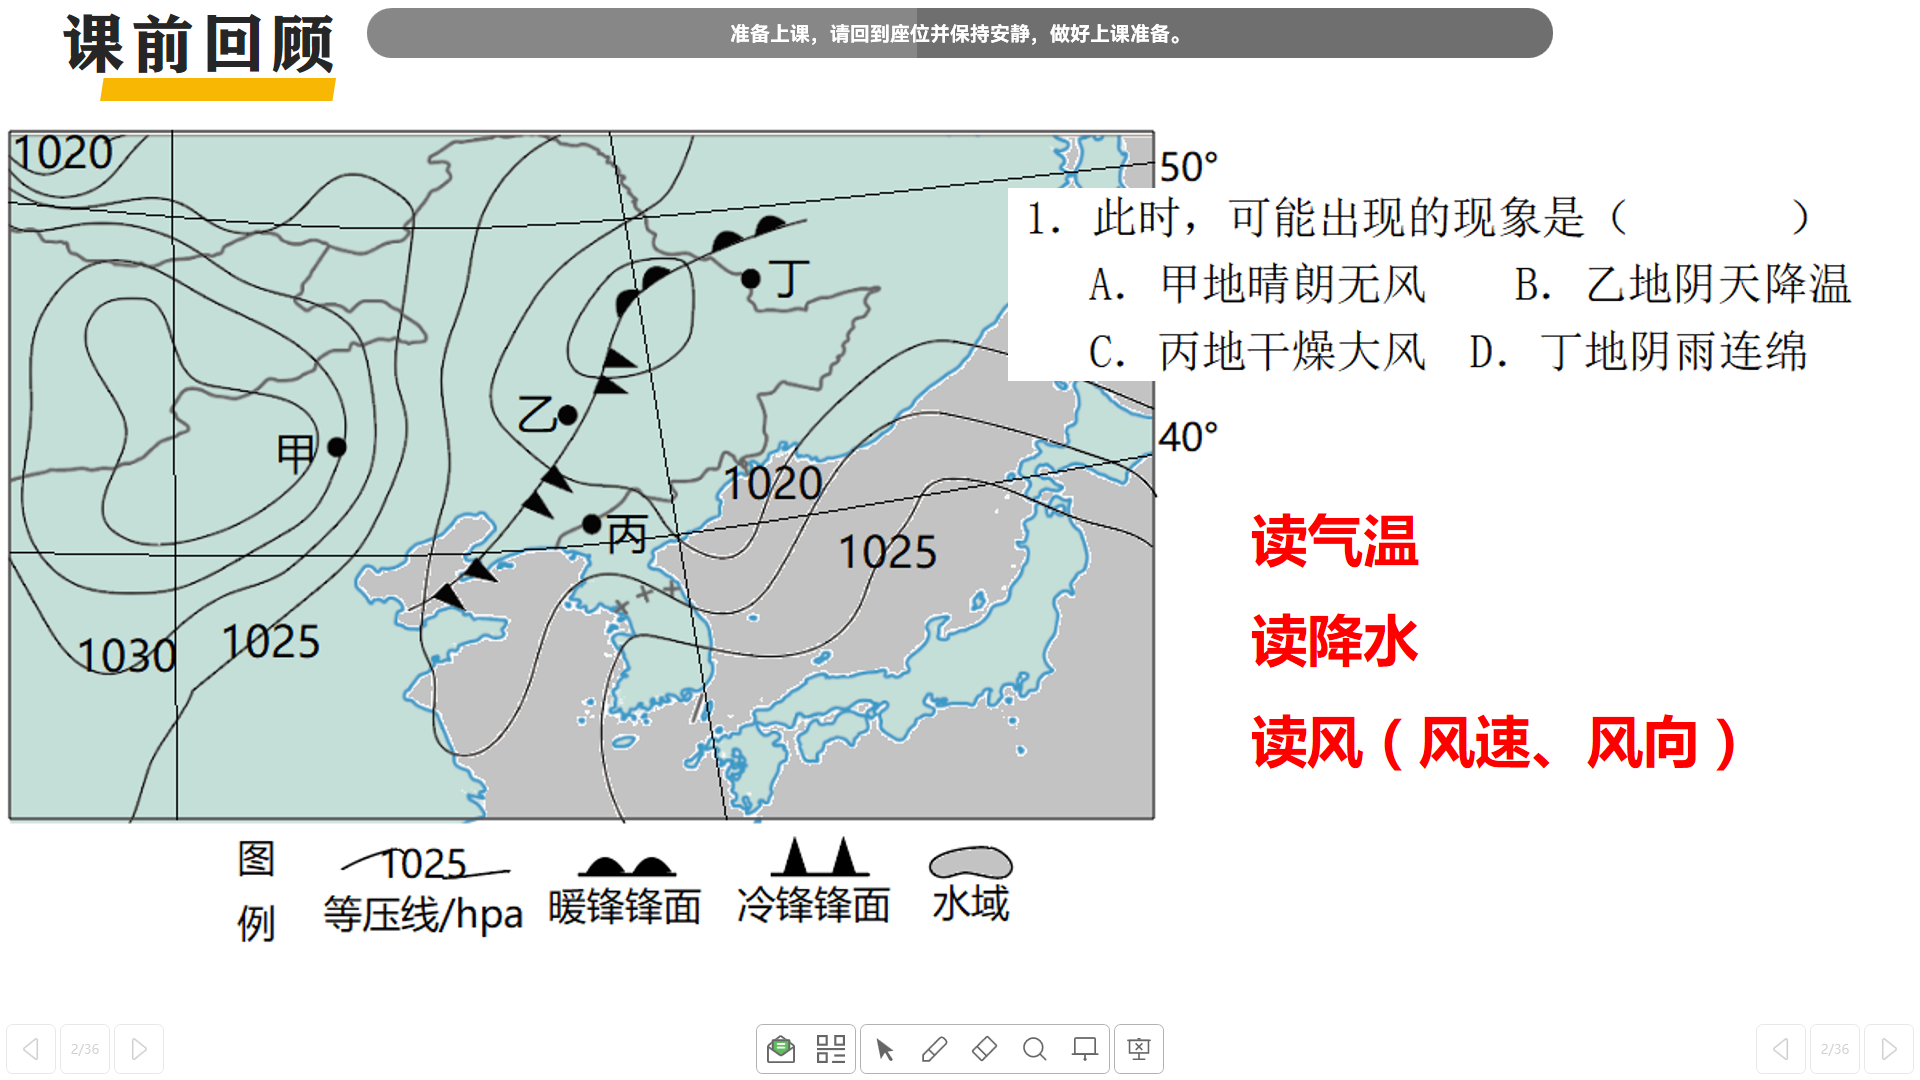 课前回顾
准备上课，请回到座位并保持安静，做好上课准备。
1020
50°
1. 此时，可能出现的现象是（ ）
A. 甲地晴朗无风 B. 乙地阴天降温
C. 丙地干燥大风 D. 丁地阴雨连绵
丁
乙
甲
40°
1020
丙
1025
1030
1025
读气温
读降水
读风（风速、风向）
图例
1025
等压线/hpa
暖锋锋面
冷锋锋面
水域
2/36
2/36